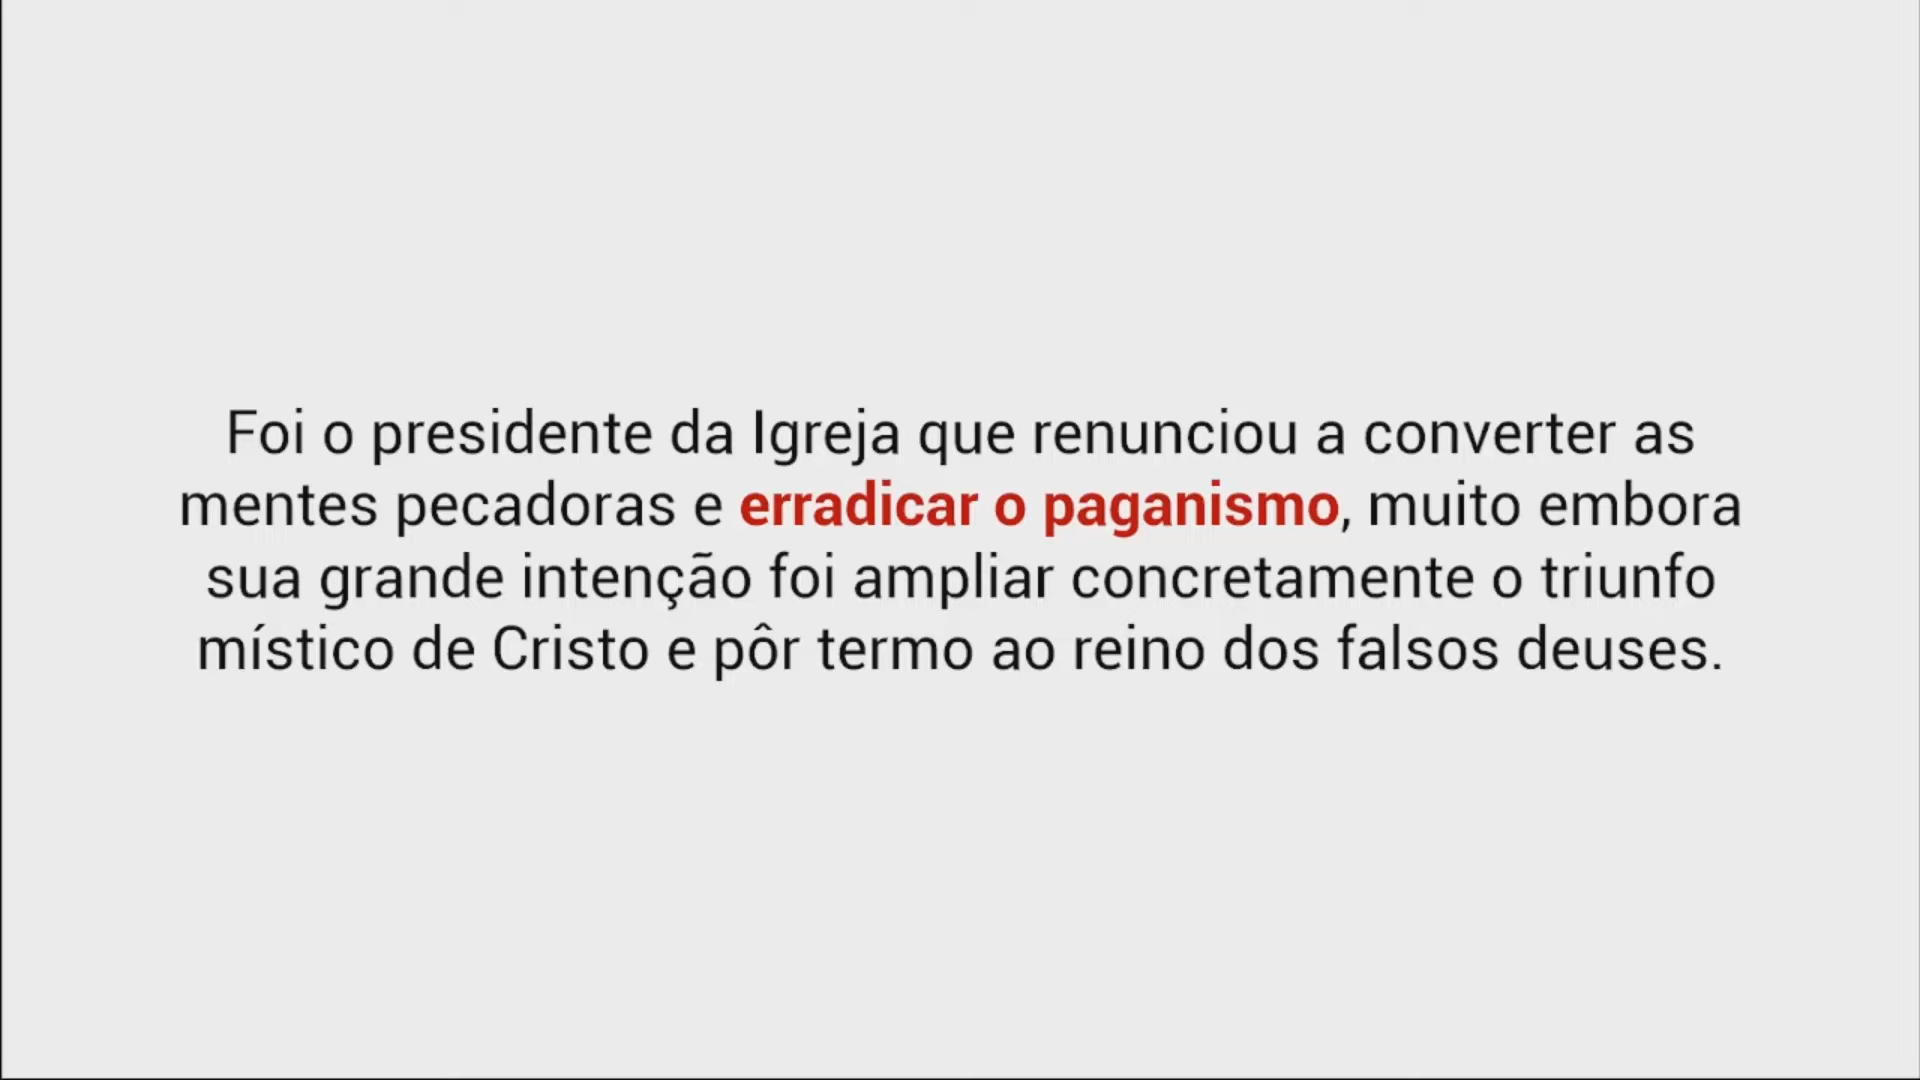 Foi o presidente da Igreja que renunciou a converter as
mentes pecadoras e erradicar o paganismo, muito embora
sua grande intenção foi ampliar concretamente o triunfo
místico de Cristo e pôr termo ao reino dos falsos deuses.